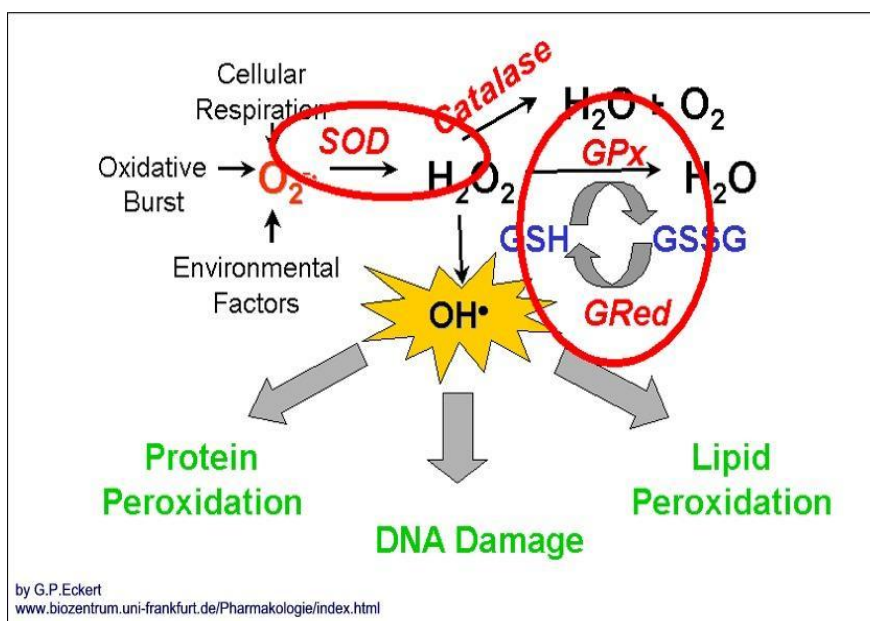 Cellular
Respiration
Catalase
H₂O + O₂
SOD
GPx
Oxidative
Burst
O₂⁻·
H₂O₂
H₂O
GSH
GSSG
Environmental
Factors
OH•
GRed
Protein
Peroxidation
Lipid
Peroxidation
DNA Damage
by G.P.Eckert
www.biozentrum.uni-frankfurt.de/Pharmakologie/index.html